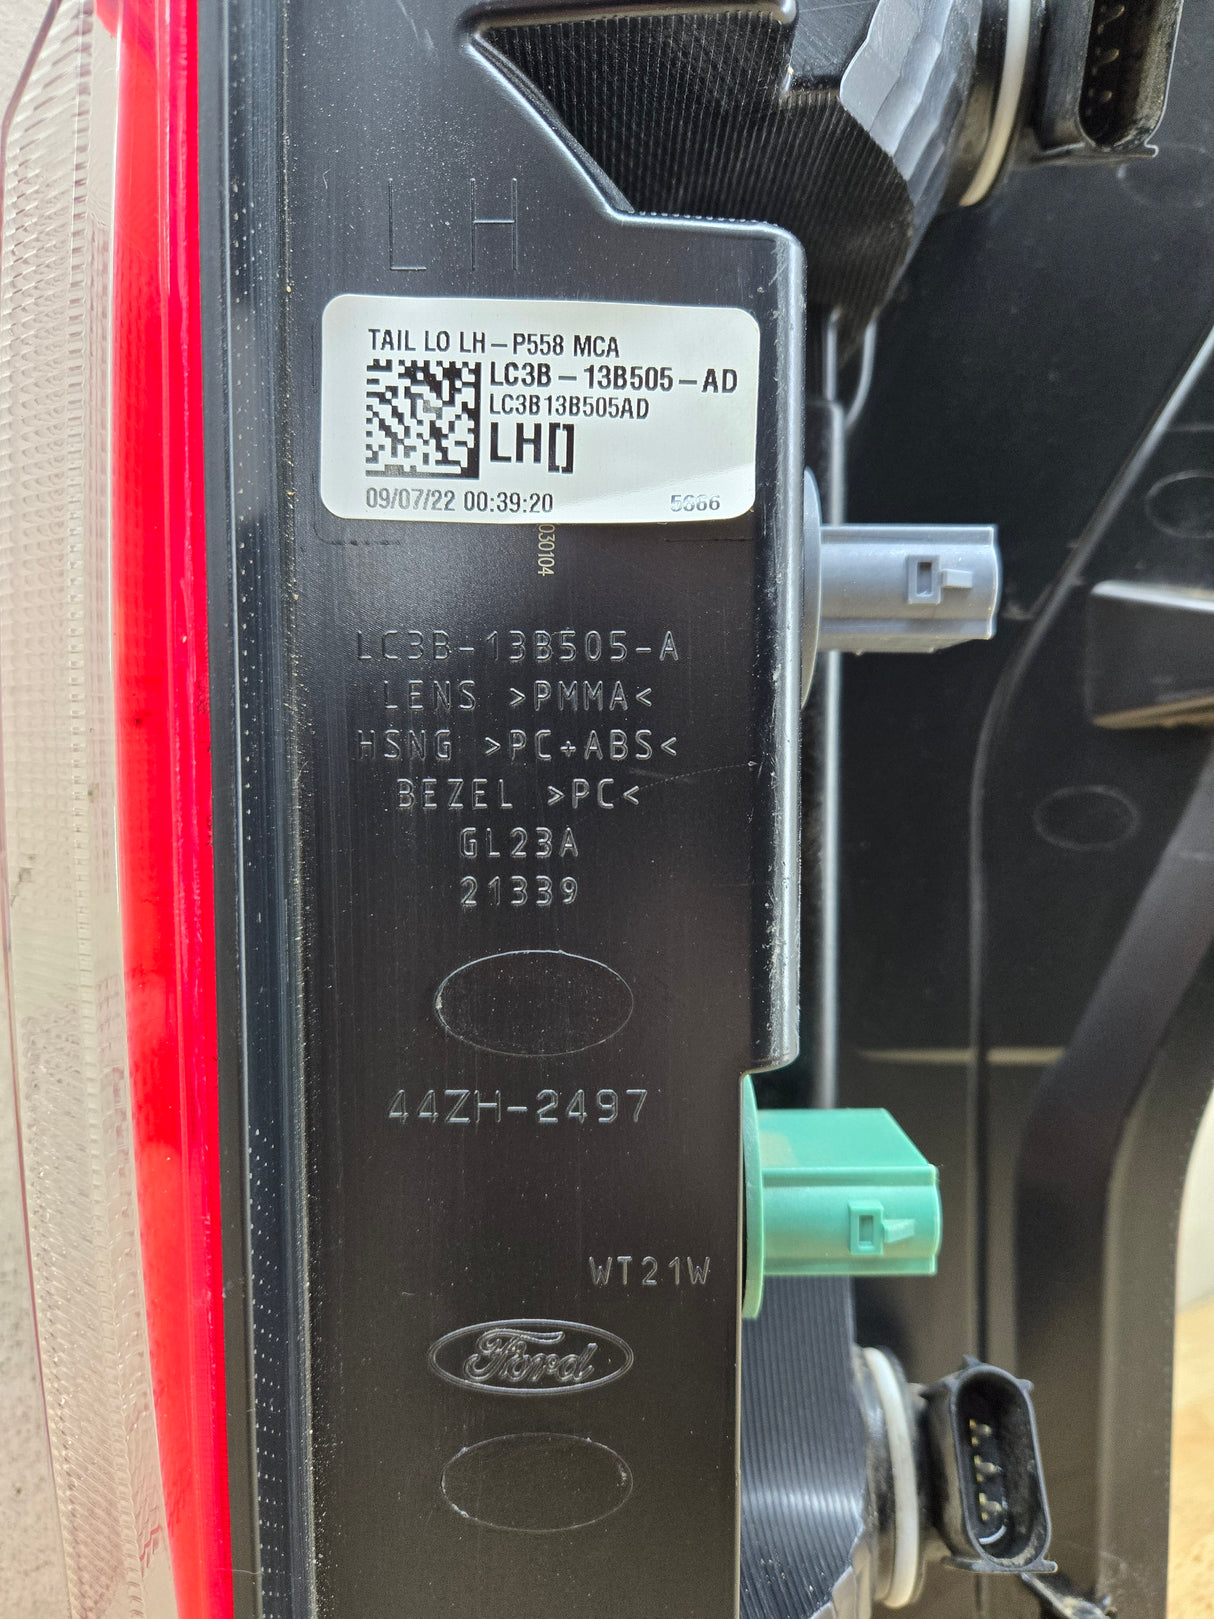 LH
TAIL LO LH-P558 MCA
LC3B-13B505-AD
LC3B13B505AD
LH[]
09/07/22 00:39:20
030104
LC3B-13B505-A
LENS >PMMA<
HSNG >PC+ABS<
BEZEL >PC<
GL23A
21339
44ZH-2497
WT21W
Ford